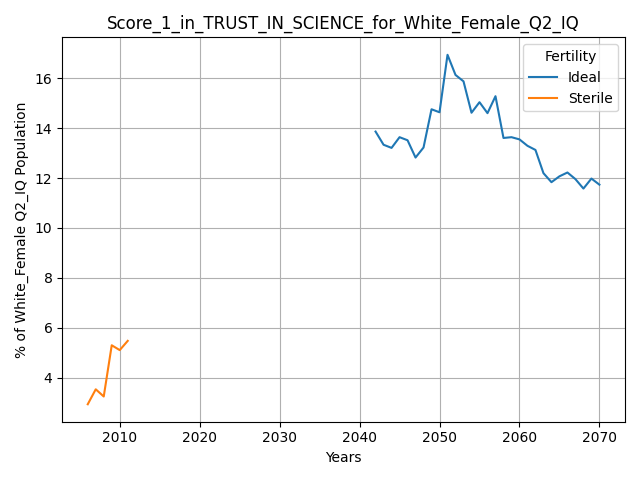 Score_1_in_TRUST_IN_SCIENCE_for_White_Female_Q2_IQ
Fertility
Ideal
Sterile
% of White_Female Q2_IQ Population
16
14
12
10
8
6
4
2010 2020 2030 2040 2050 2060 2070
Years